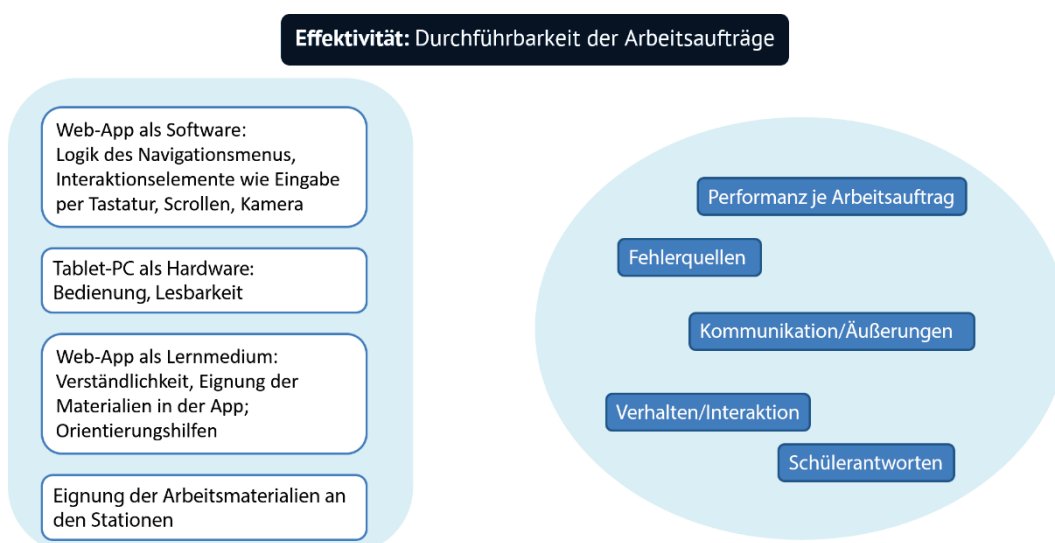 Effektivität: Durchführbarkeit der Arbeitsaufträge
Web-App als Software:
Logik des Navigationsmenus,
Interaktionselemente wie Eingabe
per Tastatur, Scrollen, Kamera
Tablet-PC als Hardware:
Bedienung, Lesbarkeit
Web-App als Lernmedium:
Verständlichkeit, Eignung der
Materialien in der App;
Orientierungshilfen
Eignung der Arbeitsmaterialien an
den Stationen
Performanz je Arbeitsauftrag
Fehlerquellen
Kommunikation/Äußerungen
Verhalten/Interaktion
Schülerantworten